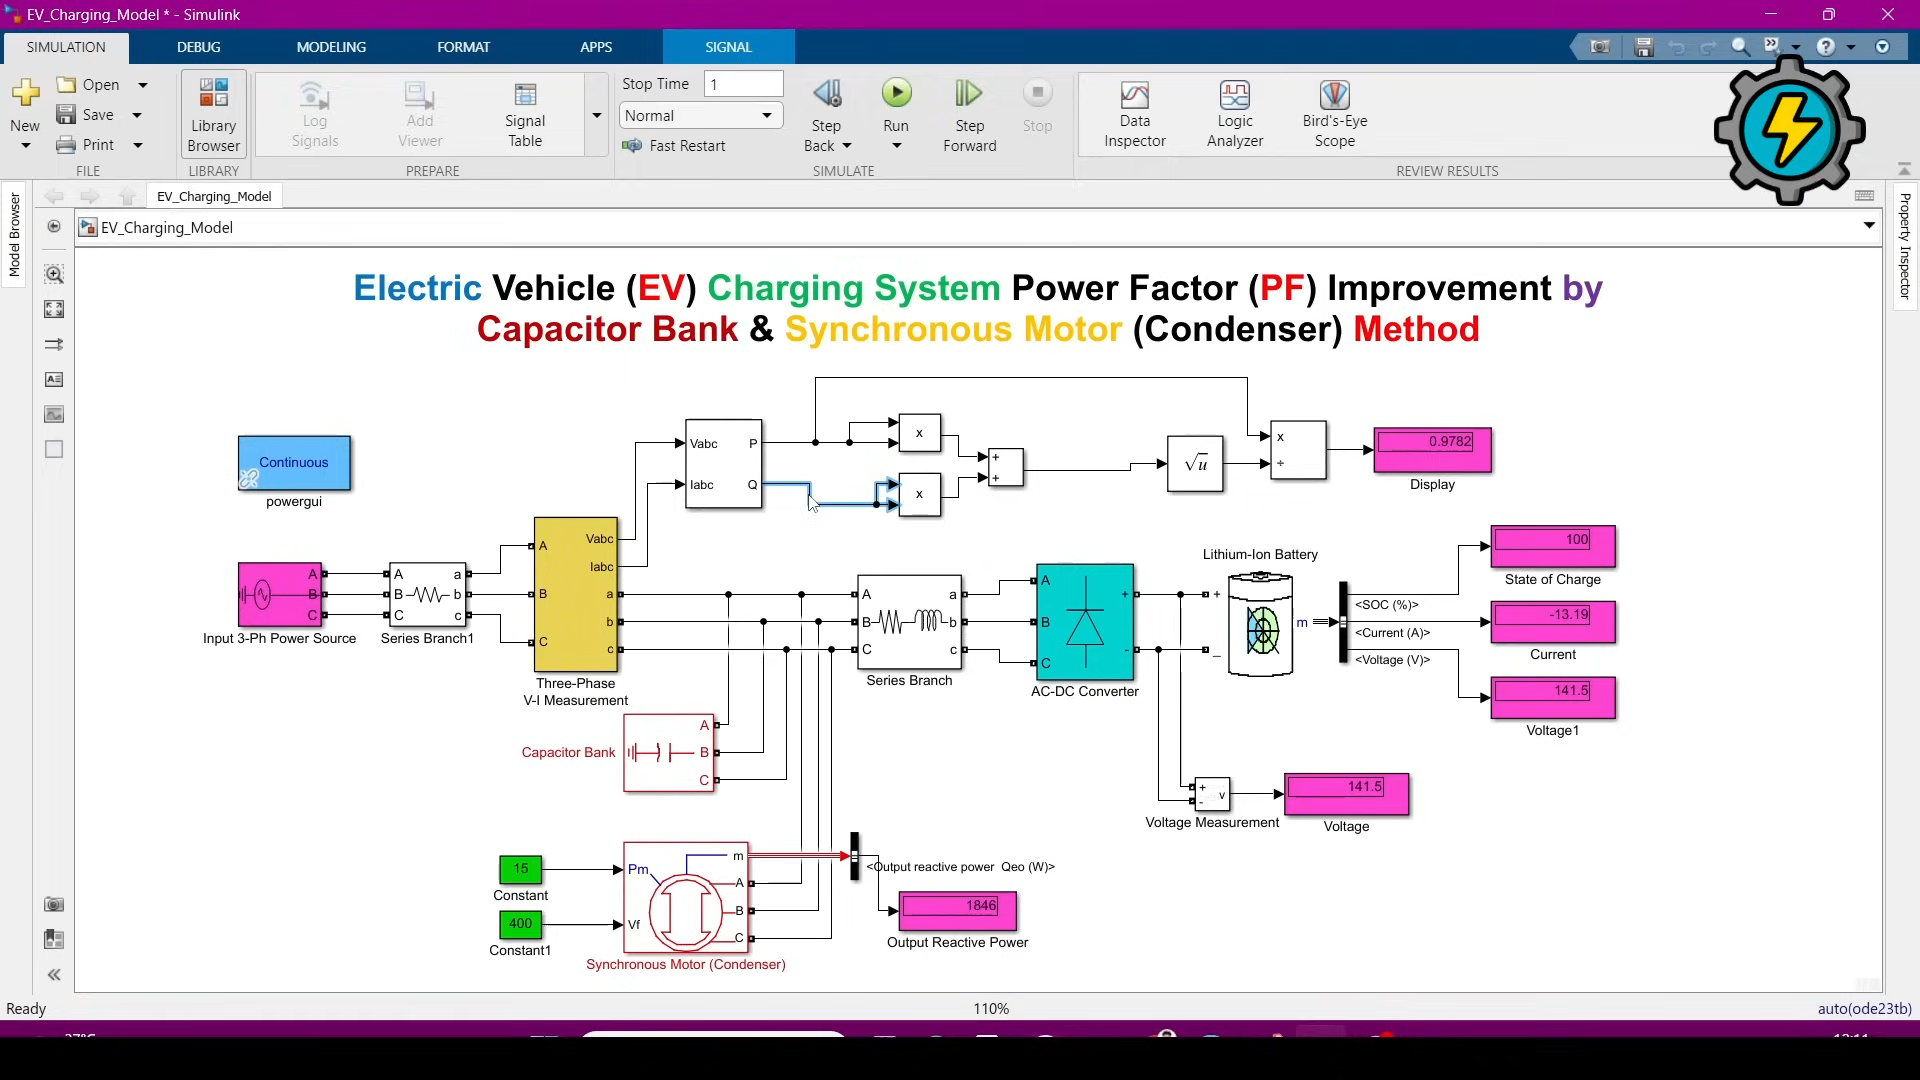 EV_Charging_Model * - Simulink
SIMULATION DEBUG MODELING FORMAT APPS SIGNAL
New
Open
Save
Print
FILE
Library Browser
LIBRARY
Log Signals
Add Viewer
Signal Table
PREPARE
Stop Time 1
Normal
Fast Restart
Step Back
Run
Step Forward
Stop
SIMULATE
Data Inspector
Logic Analyzer
Bird's-Eye Scope
REVIEW RESULTS
Model Browser
Property Inspector
EV_Charging_Model
EV_Charging_Model
Electric Vehicle (EV) Charging System Power Factor (PF) Improvement by
Capacitor Bank & Synchronous Motor (Condenser) Method
Continuous
powergui
Vabc P
Iabc Q
x
x
+
+
√u
x
÷
0.9782
Display
A
B
C
Input 3-Ph Power Source
A a
B b
C c
Series Branch1
A
B
C
Vabc
Iabc
a
b
c
Three-Phase
V-I Measurement
A a
B b
C c
Series Branch
A
B
C
+
-
AC-DC Converter
Lithium-Ion Battery
+
_
m
<SOC (%)>
<Current (A)>
<Voltage (V)>
100
State of Charge
-13.19
Current
141.5
Voltage1
Capacitor Bank
A
B
C
+
-
v
Voltage Measurement
141.5
Voltage
15
Constant
400
Constant1
Pm
Vf
m
A
B
C
Synchronous Motor (Condenser)
<Output reactive power Qeo (W)>
1846
Output Reactive Power
Ready
110%
auto(ode23tb)